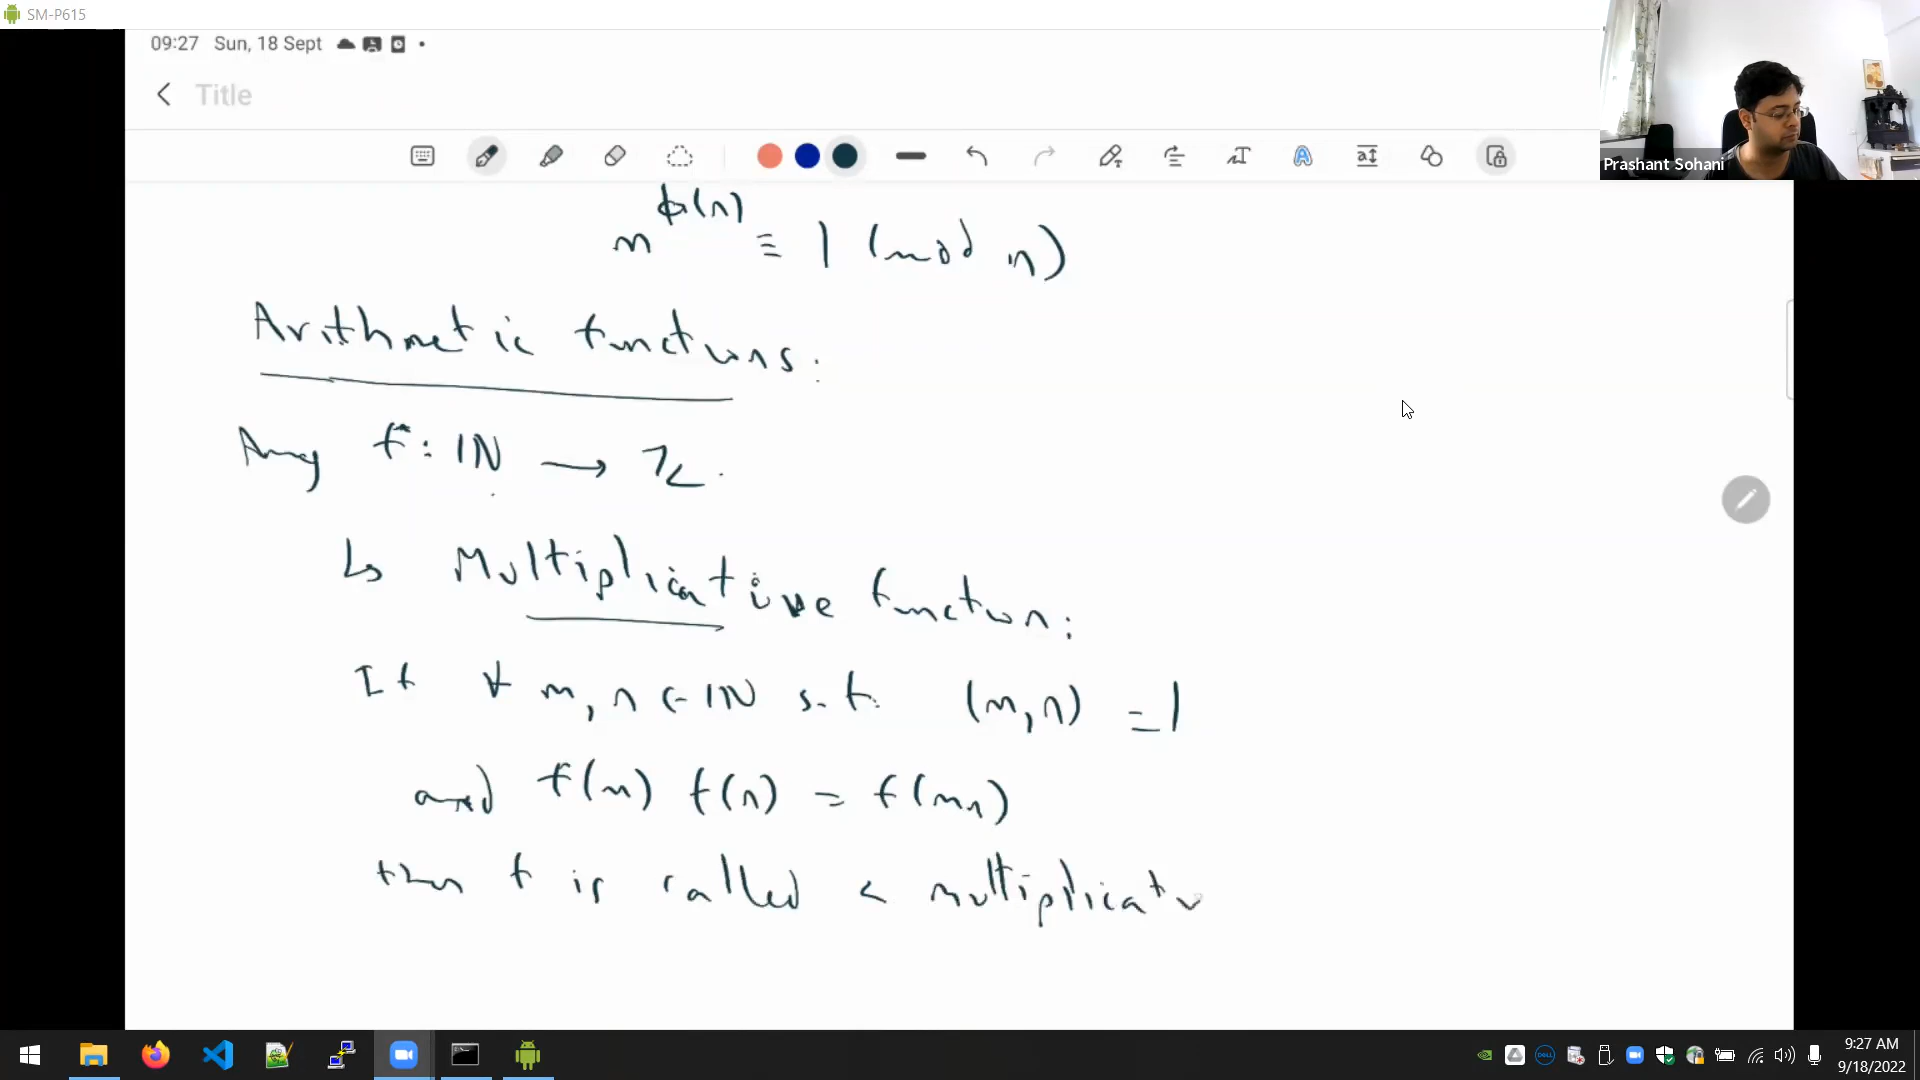 SM-P615
09:27 Sun, 18 Sept
Title
Prashant Sohani
m^φ(n) ≡ 1 (mod n)
Arithmetic functions:
Any f: ℕ → ℤ.
↳ Multiplicative function:
If ∀ m, n ∈ ℕ s.t. (m,n) = 1
and f(m) f(n) = f(mn)
then f is called a multiplicativ
9:27 AM
9/18/2022